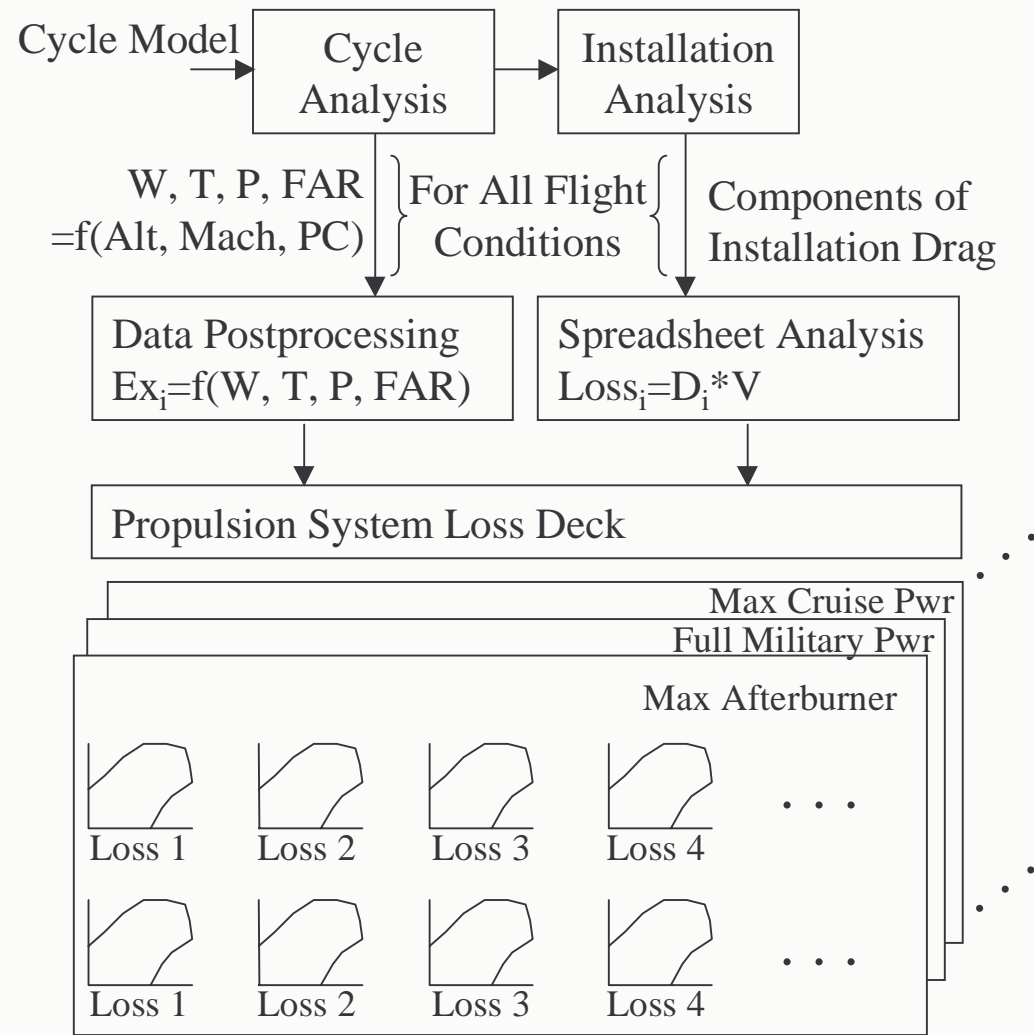 Cycle Model
Cycle
Analysis
Installation
Analysis
W, T, P, FAR
=f(Alt, Mach, PC)
For All Flight
Conditions
Components of
Installation Drag
Data Postprocessing
Exᵢ=f(W, T, P, FAR)
Spreadsheet Analysis
Lossᵢ=Dᵢ*V
Propulsion System Loss Deck
Max Cruise Pwr
Full Military Pwr
Max Afterburner
Loss 1 Loss 2 Loss 3 Loss 4 . . .
Loss 1 Loss 2 Loss 3 Loss 4 . . .